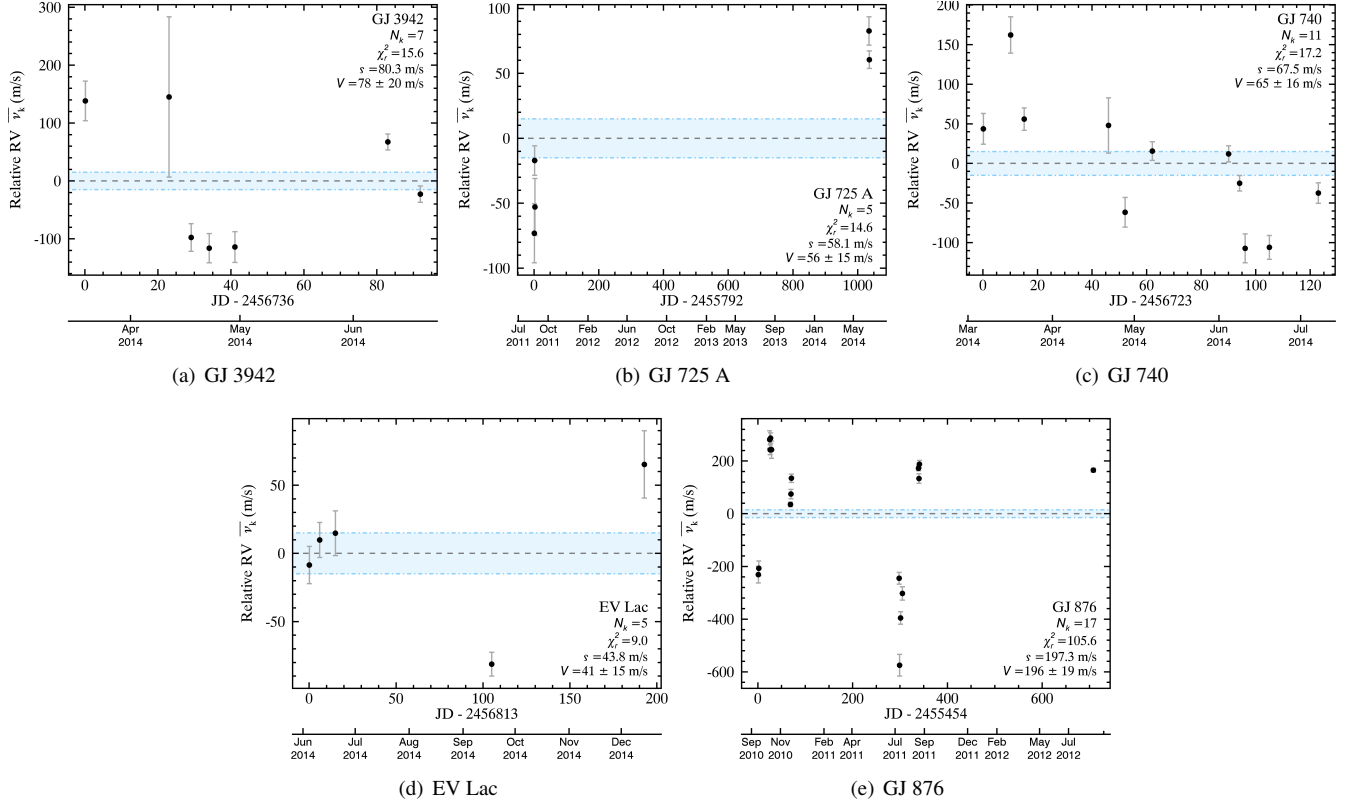 GJ 3942
N_k =7
χ_r^2=15.6
s =80.3 m/s
V =78 ± 20 m/s
Relative RV ν_k (m/s)
300
200
100
0
-100
0 20 40 60 80
JD - 2456736
Apr May Jun
2014 2014 2014
(a) GJ 3942
GJ 725 A
N_k =5
χ_r^2=14.6
s =58.1 m/s
V =56 ± 15 m/s
Relative RV ν_k (m/s)
100
50
0
-50
-100
0 200 400 600 800 1000
JD - 2455792
Jul Oct Feb Jun Oct Feb May Sep Jan May
2011 2011 2012 2012 2012 2013 2013 2013 2014 2014
(b) GJ 725 A
GJ 740
N_k =11
χ_r^2=17.2
s =67.5 m/s
V =65 ± 16 m/s
Relative RV ν_k (m/s)
200
150
100
50
0
-50
-100
0 20 40 60 80 100 120
JD - 2456723
Mar Apr May Jun Jul
2014 2014 2014 2014 2014
(c) GJ 740
EV Lac
N_k =5
χ_r^2=9.0
s =43.8 m/s
V =41 ± 15 m/s
Relative RV ν_k (m/s)
50
0
-50
0 50 100 150 200
JD - 2456813
Jun Jul Aug Sep Oct Nov Dec
2014 2014 2014 2014 2014 2014 2014
(d) EV Lac
GJ 876
N_k =17
χ_r^2=105.6
s =197.3 m/s
V =196 ± 19 m/s
Relative RV ν_k (m/s)
200
0
-200
-400
-600
0 200 400 600
JD - 2455454
Sep Nov Feb Apr Jul Sep Dec Feb May Jul
2010 2010 2011 2011 2011 2011 2011 2012 2012 2012
(e) GJ 876